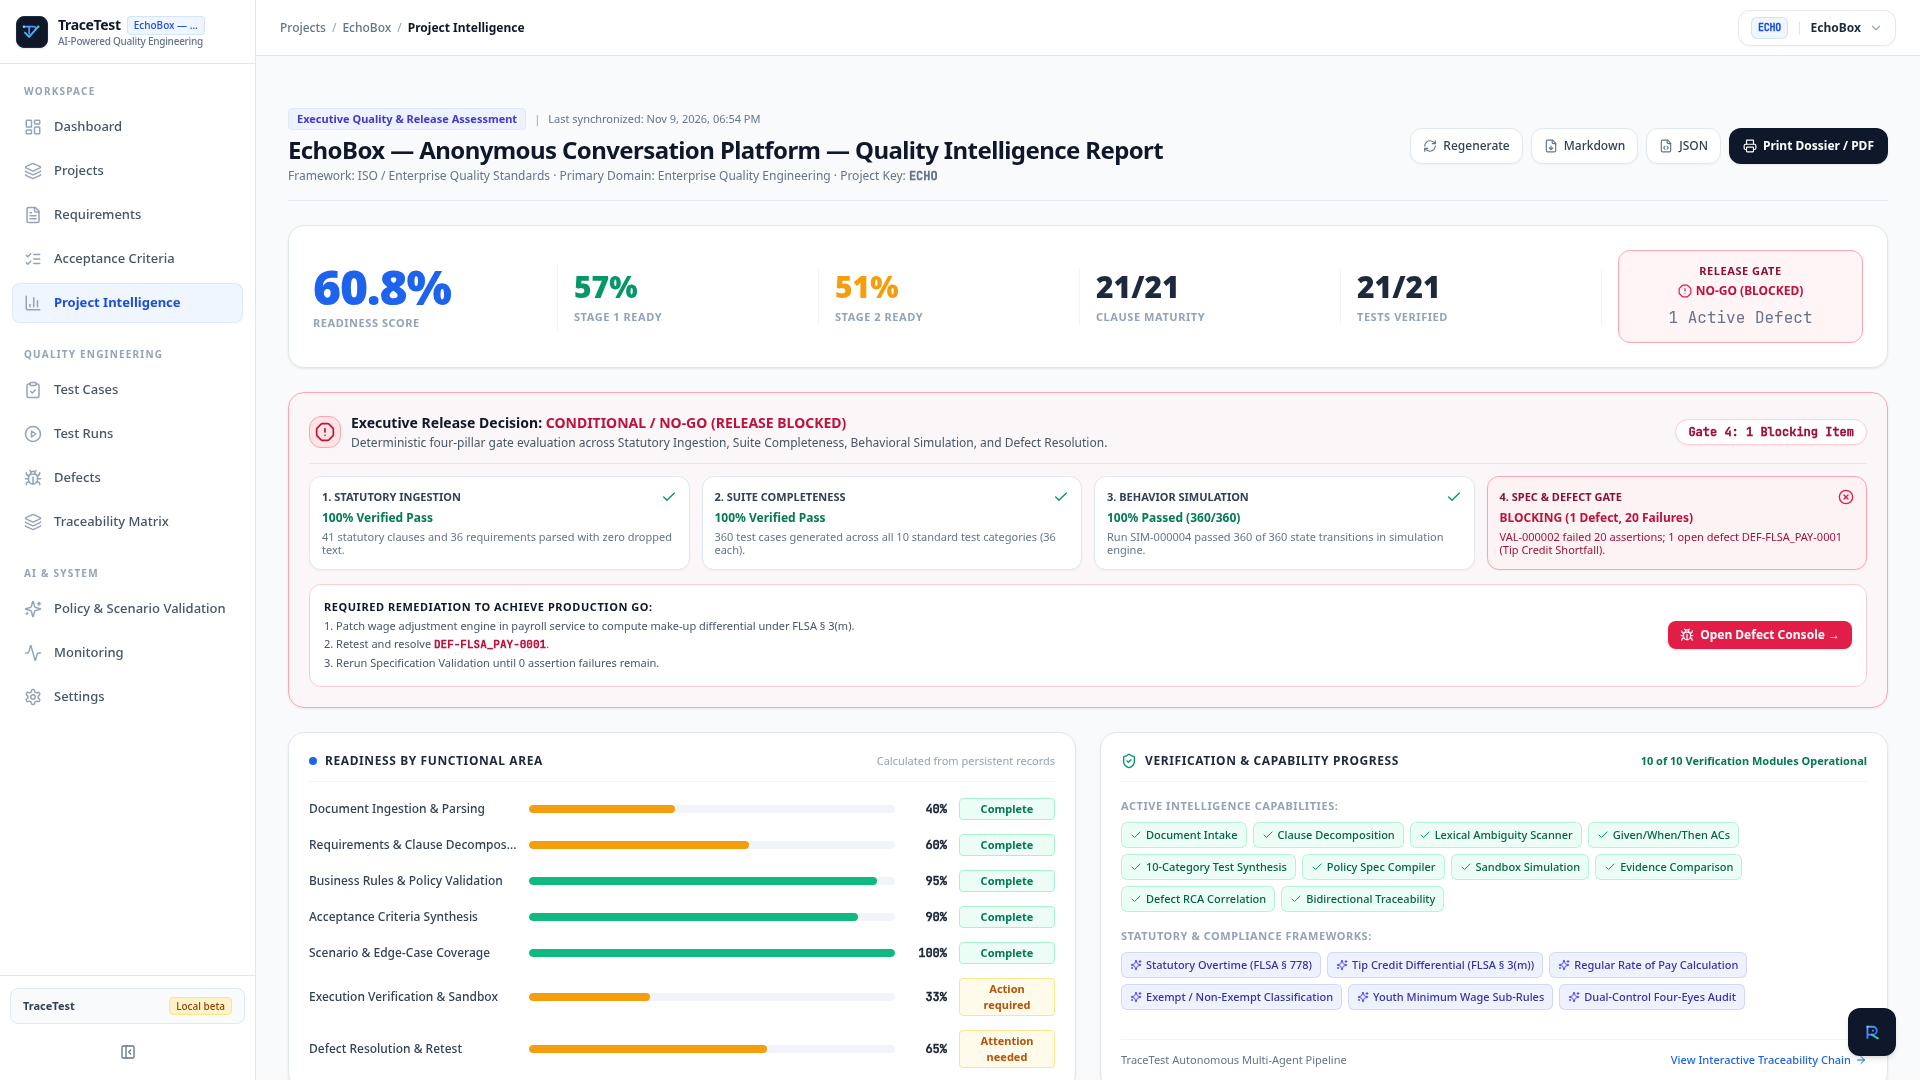 TraceTest
EchoBox — ...
AI-Powered Quality Engineering
WORKSPACE
Dashboard
Projects
Requirements
Acceptance Criteria
Project Intelligence
QUALITY ENGINEERING
Test Cases
Test Runs
Defects
Traceability Matrix
AI & SYSTEM
Policy & Scenario Validation
Monitoring
Settings
TraceTest
Local beta
Projects / EchoBox / Project Intelligence
ECHO
EchoBox
Executive Quality & Release Assessment | Last synchronized: Nov 9, 2026, 06:54 PM
EchoBox — Anonymous Conversation Platform — Quality Intelligence Report
Framework: ISO / Enterprise Quality Standards · Primary Domain: Enterprise Quality Engineering · Project Key: ECHO
Regenerate
Markdown
JSON
Print Dossier / PDF
60.8%
READINESS SCORE
57%
STAGE 1 READY
51%
STAGE 2 READY
21/21
CLAUSE MATURITY
21/21
TESTS VERIFIED
RELEASE GATE
NO-GO (BLOCKED)
1 Active Defect
Executive Release Decision: CONDITIONAL / NO-GO (RELEASE BLOCKED)
Deterministic four-pillar gate evaluation across Statutory Ingestion, Suite Completeness, Behavioral Simulation, and Defect Resolution.
Gate 4: 1 Blocking Item
1. STATUTORY INGESTION
100% Verified Pass
41 statutory clauses and 36 requirements parsed with zero dropped
text.
2. SUITE COMPLETENESS
100% Verified Pass
360 test cases generated across all 10 standard test categories (36
each).
3. BEHAVIOR SIMULATION
100% Passed (360/360)
Run SIM-000004 passed 360 of 360 state transitions in simulation
engine.
4. SPEC & DEFECT GATE
BLOCKING (1 Defect, 20 Failures)
VAL-000002 failed 20 assertions; 1 open defect DEF-FLSA_PAY-0001
(Tip Credit Shortfall).
REQUIRED REMEDIATION TO ACHIEVE PRODUCTION GO:
1. Patch wage adjustment engine in payroll service to compute make-up differential under FLSA § 3(m).
2. Retest and resolve DEF-FLSA_PAY-0001.
3. Rerun Specification Validation until 0 assertion failures remain.
Open Defect Console →
READINESS BY FUNCTIONAL AREA
Calculated from persistent records
Document Ingestion & Parsing 40% Complete
Requirements & Clause Decompos... 60% Complete
Business Rules & Policy Validation 95% Complete
Acceptance Criteria Synthesis 90% Complete
Scenario & Edge-Case Coverage 100% Complete
Execution Verification & Sandbox 33% Action
required
Defect Resolution & Retest 65% Attention
needed
VERIFICATION & CAPABILITY PROGRESS
10 of 10 Verification Modules Operational
ACTIVE INTELLIGENCE CAPABILITIES:
Document Intake
Clause Decomposition
Lexical Ambiguity Scanner
Given/When/Then ACs
10-Category Test Synthesis
Policy Spec Compiler
Sandbox Simulation
Evidence Comparison
Defect RCA Correlation
Bidirectional Traceability
STATUTORY & COMPLIANCE FRAMEWORKS:
Statutory Overtime (FLSA § 778)
Tip Credit Differential (FLSA § 3(m))
Regular Rate of Pay Calculation
Exempt / Non-Exempt Classification
Youth Minimum Wage Sub-Rules
Dual-Control Four-Eyes Audit
TraceTest Autonomous Multi-Agent Pipeline
View Interactive Traceability Chain →